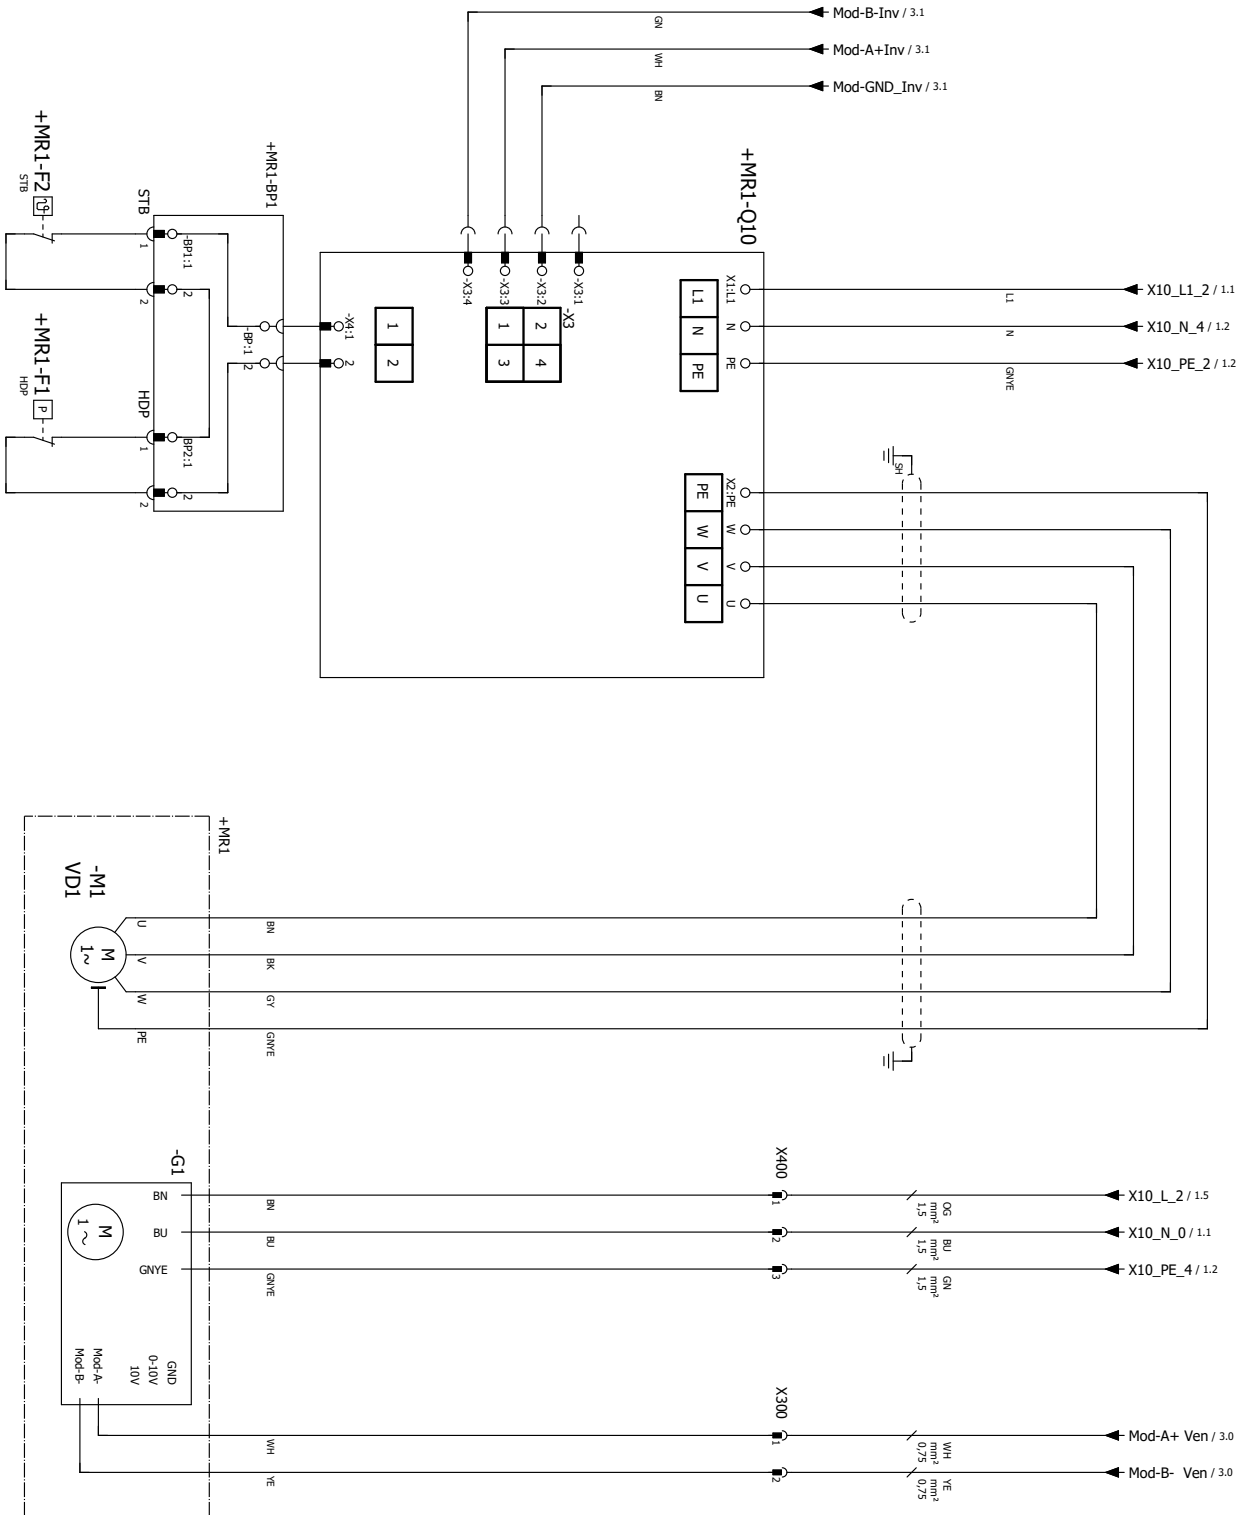 Mod-B-Inv / 3.1
GN
Mod-A+Inv / 3.1
WH
Mod-GND_Inv / 3.1
BN
+MR1-F2
STB
STB
+MR1-BP1
+MR1-Q10
-BP1:1
1
2
2
-BP:1
2
-X4:1
2
1
2
-X3:4
-X3:3
-X3:2
-X3:1
-X3
1
2
3
4
X1:L1
N
PE
L1
N
PE
L1
X10_L1_2 / 1.1
N
X10_N_4 / 1.2
GNYE
X10_PE_2 / 1.2
+MR1-F1
HDP
P
HDP
BP2:1
1
2
2
SH
X2:PE
W
V
U
PE
W
V
U
+MR1
-M1
VD1
M
1~
U
V
W
PE
BN
BK
GY
GNYE
-G1
M
1~
BN
BU
GNYE
GND
0-10V
10V
Mod-A-
Mod-B-
BN
BU
GNYE
X400
1
2
3
OG
mm²
1,5
BU
mm²
1,5
GN
mm²
1,5
X10_L_2 / 1.5
X10_N_0 / 1.1
X10_PE_4 / 1.2
WH
YE
X300
1
2
WH
mm²
0,75
YE
mm²
0,75
Mod-A+ Ven / 3.0
Mod-B- Ven / 3.0